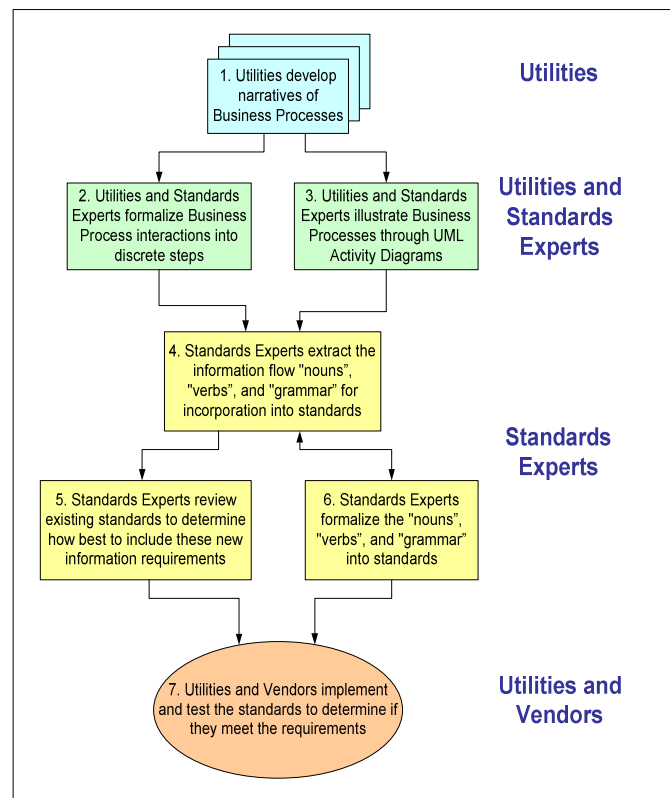 1. Utilities develop
narratives of
Business Processes
Utilities
2. Utilities and Standards
Experts formalize Business
Process interactions into
discrete steps
3. Utilities and Standards
Experts illustrate Business
Processes through UML
Activity Diagrams
Utilities and
Standards
Experts
4. Standards Experts extract the
information flow "nouns”,
"verbs”, and "grammar” for
incorporation into standards
Standards
Experts
5. Standards Experts review
existing standards to determine
how best to include these new
information requirements
6. Standards Experts
formalize the "nouns”,
"verbs”, and "grammar”
into standards
7. Utilities and Vendors implement
and test the standards to determine if
they meet the requirements
Utilities and
Vendors